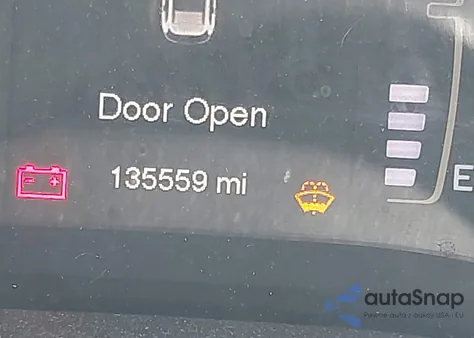 Door Open
135559 mi
E
autaSnap